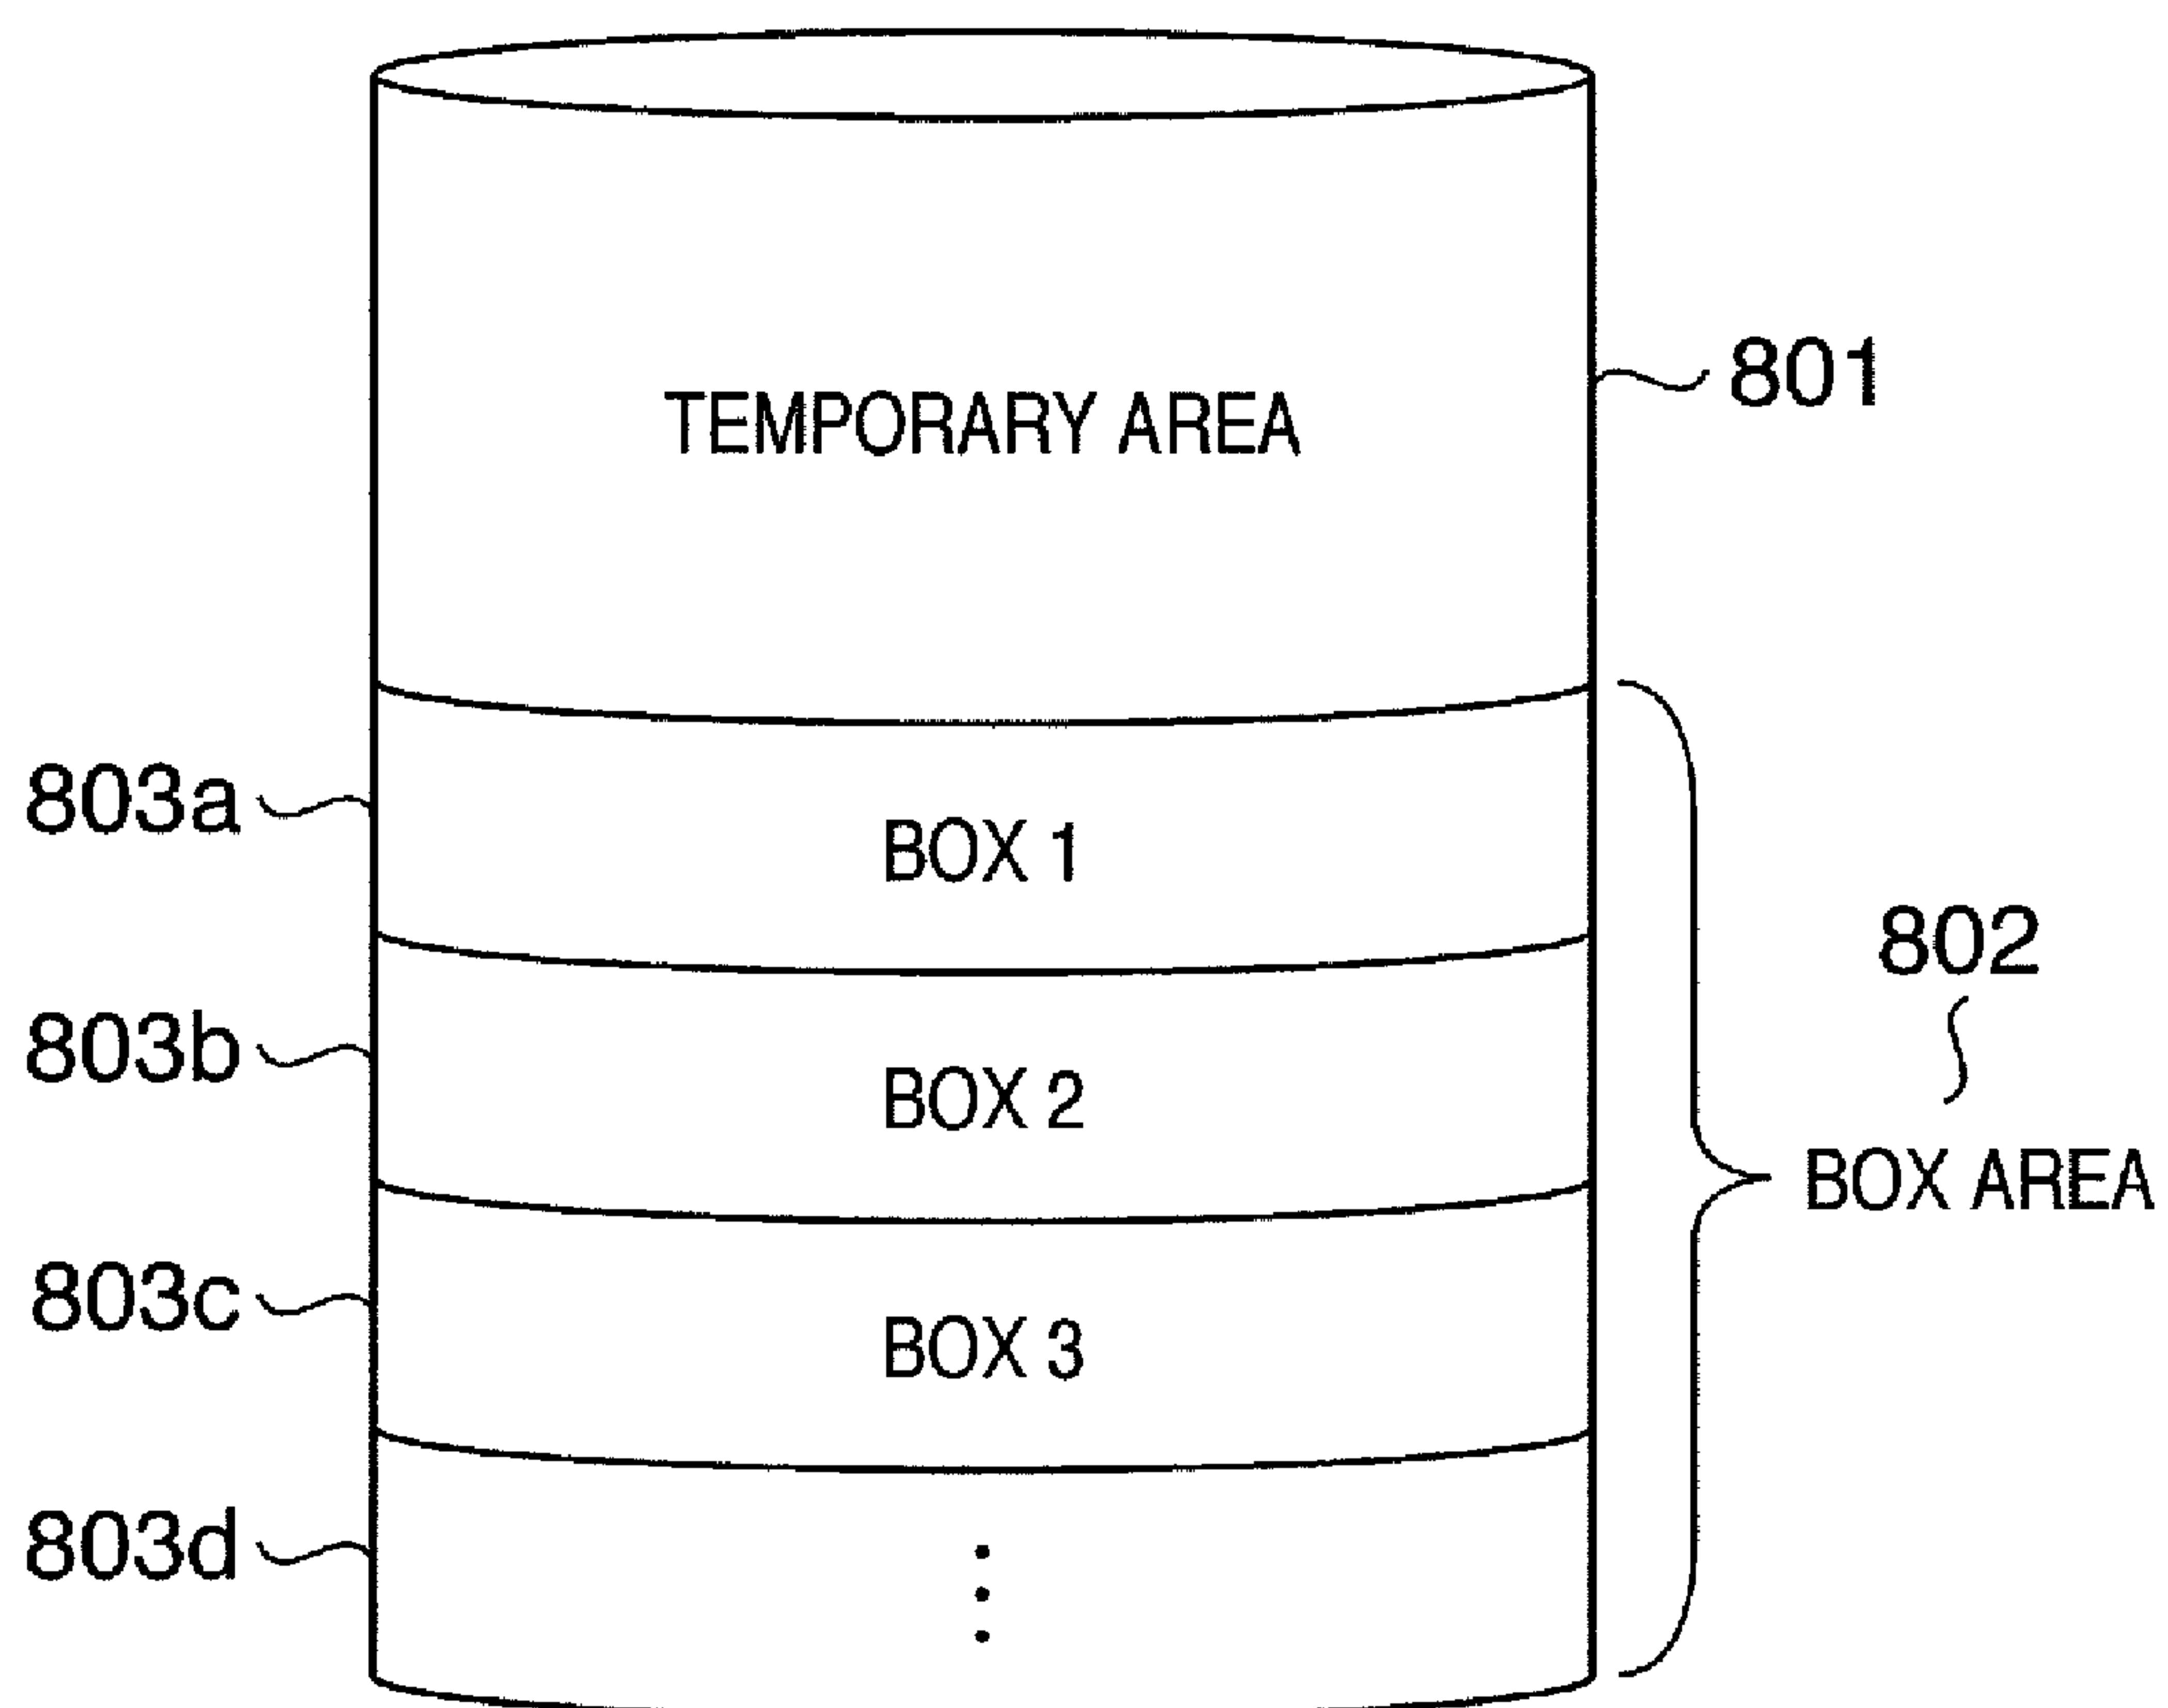 TEMPORARY AREA
801
803a
BOX 1
802
803b
BOX 2
BOX AREA
803c
BOX 3
803d